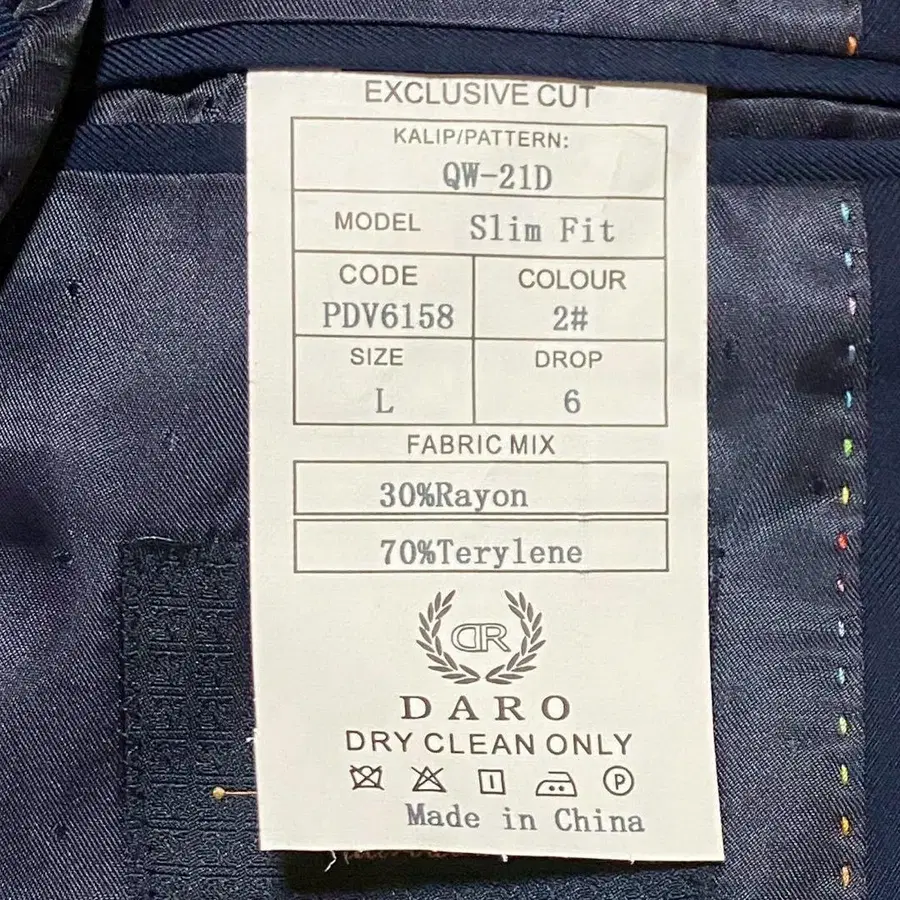 EXCLUSIVE CUT
KALIP/PATTERN:
QW-21D
MODEL Slim Fit
CODE COLOUR
PDV6158 2#
SIZE DROP
L 6
FABRIC MIX
30%Rayon
70%Terylene
DR
DARO
DRY CLEAN ONLY
P
Made in China